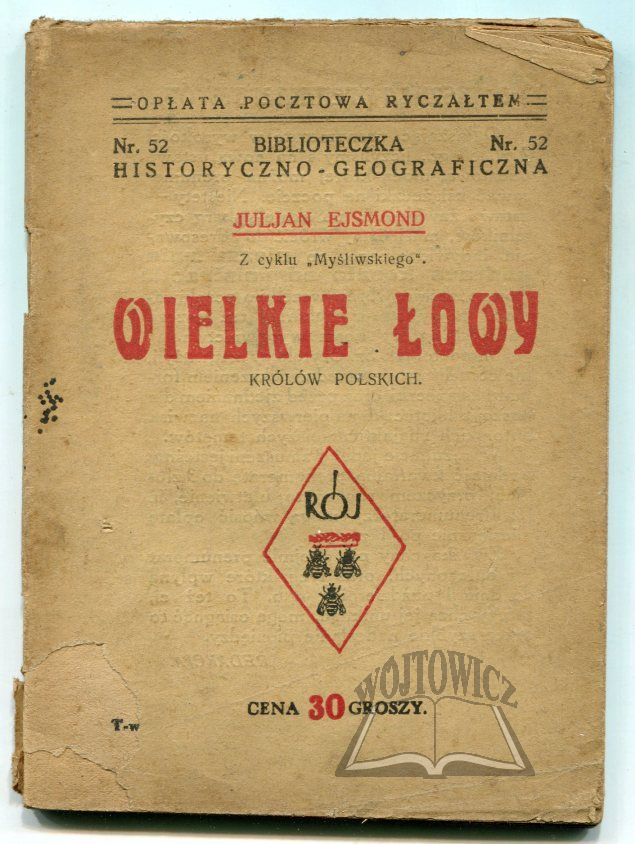 OPŁATA POCZTOWA RYCZAŁTEM
Nr. 52 BIBLIOTECZKA Nr. 52
HISTORYCZNO-GEOGRAFICZNA
JULJAN EJSMOND
Z cyklu „Myśliwskiego".
WIELKIE ŁOWY
KRÓLÓW POLSKICH.
RÓJ
CENA 30 GROSZY.
T-w
WÓJTOWICZ